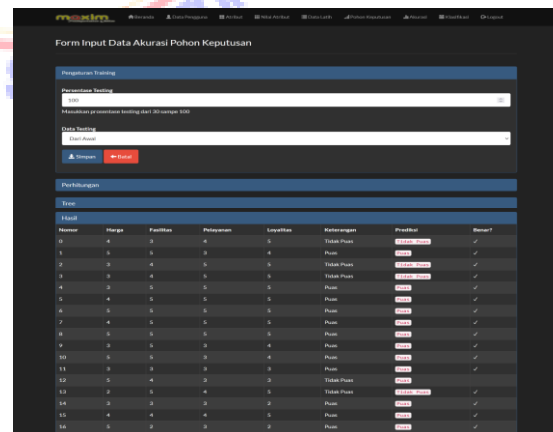 maxim
Beranda Data Pengguna Atribut Nilai Atribut Data Latih Pohon Keputusan Akurasi Klasifikasi Logout
Form Input Data Akurasi Pohon Keputusan
Pengaturan Training
Persentase Testing
100
Masukkan prosentase testing dari 30 sampe 100
Data Testing
Dari Awal
Simpan Batal
Perhitungan
Tree
Hasil
Nomor Harga Fasilitas Pelayanan Loyalitas Keterangan Prediksi Benar?
0 4 3 4 5 Tidak Puas Tidak Puas ✓
1 5 5 3 4 Puas Puas ✓
2 3 4 5 5 Tidak Puas Tidak Puas ✓
3 3 4 5 5 Tidak Puas Tidak Puas ✓
4 3 5 5 5 Puas Puas ✓
5 4 5 5 5 Puas Puas ✓
6 5 5 5 5 Puas Puas ✓
7 4 5 5 5 Puas Puas ✓
8 5 5 5 5 Puas Puas ✓
9 3 5 3 4 Puas Puas ✓
10 5 5 3 4 Puas Puas ✓
11 3 3 3 3 Puas Puas ✓
12 5 4 2 3 Tidak Puas Puas
13 2 5 4 5 Tidak Puas Tidak Puas ✓
14 3 3 3 2 Puas Puas ✓
15 4 4 4 5 Puas Puas ✓
16 5 2 3 2 Puas Puas ✓